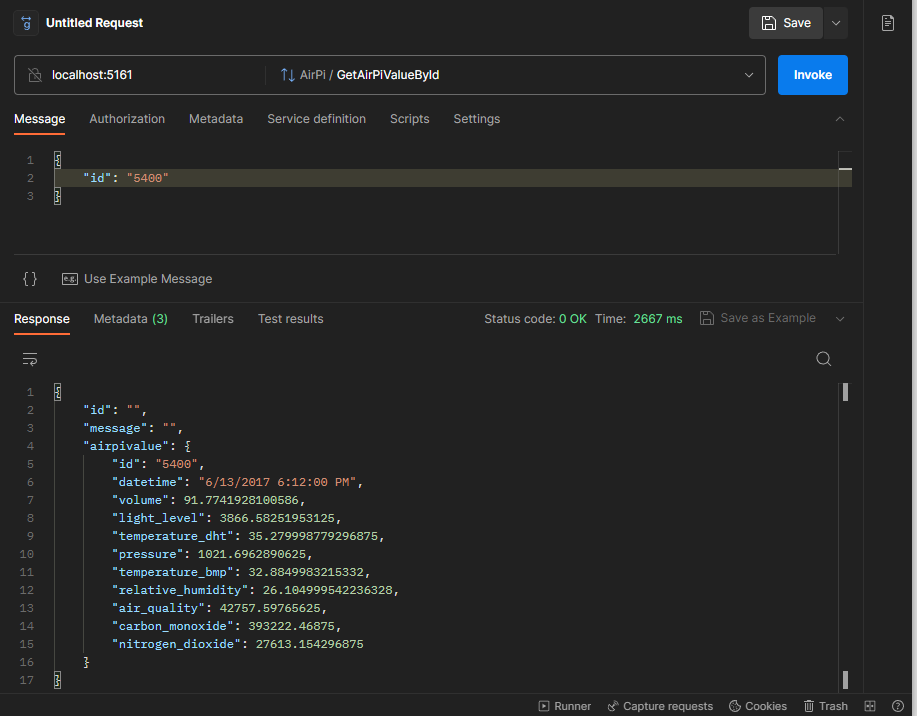 Untitled Request
Save
localhost:5161
AirPi / GetAirPiValueById
Invoke
Message Authorization Metadata Service definition Scripts Settings
1 {
2 "id": "5400"
3 }
{} e.g. Use Example Message
Response Metadata (3) Trailers Test results Status code: 0 OK Time: 2667 ms Save as Example
1 {
2 "id": "",
3 "message": "",
4 "airpivalue": {
5 "id": "5400",
6 "datetime": "6/13/2017 6:12:00 PM",
7 "volume": 91.7741928100586,
8 "light_level": 3866.58251953125,
9 "temperature_dht": 35.279998779296875,
10 "pressure": 1021.6962890625,
11 "temperature_bmp": 32.8849983215332,
12 "relative_humidity": 26.104999542236328,
13 "air_quality": 42757.59765625,
14 "carbon_monoxide": 393222.46875,
15 "nitrogen_dioxide": 27613.154296875
16 }
17 }
Runner Capture requests Cookies Trash